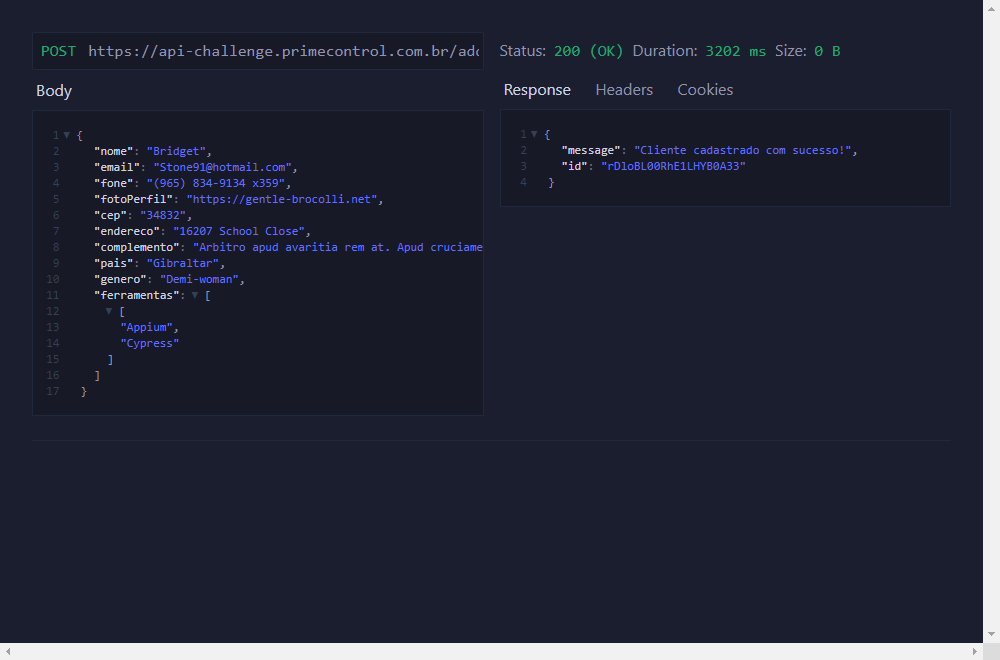 POST https://api-challenge.primecontrol.com.br/add
Status: 200 (OK) Duration: 3202 ms Size: 0 B
Body
Response Headers Cookies
1 {
2 "nome": "Bridget",
3 "email": "Stone91@hotmail.com",
4 "fone": "(965) 834-9134 x359",
5 "fotoPerfil": "https://gentle-brocolli.net",
6 "cep": "34832",
7 "endereco": "16207 School Close",
8 "complemento": "Arbitro apud avaritia rem at. Apud cruciame
9 "pais": "Gibraltar",
10 "genero": "Demi-woman",
11 "ferramentas": [
12 [
13 "Appium",
14 "Cypress"
15 ]
16 ]
17 }
1 {
2 "message": "Cliente cadastrado com sucesso!",
3 "id": "rDloBL00RhE1LHYB0A33"
4 }